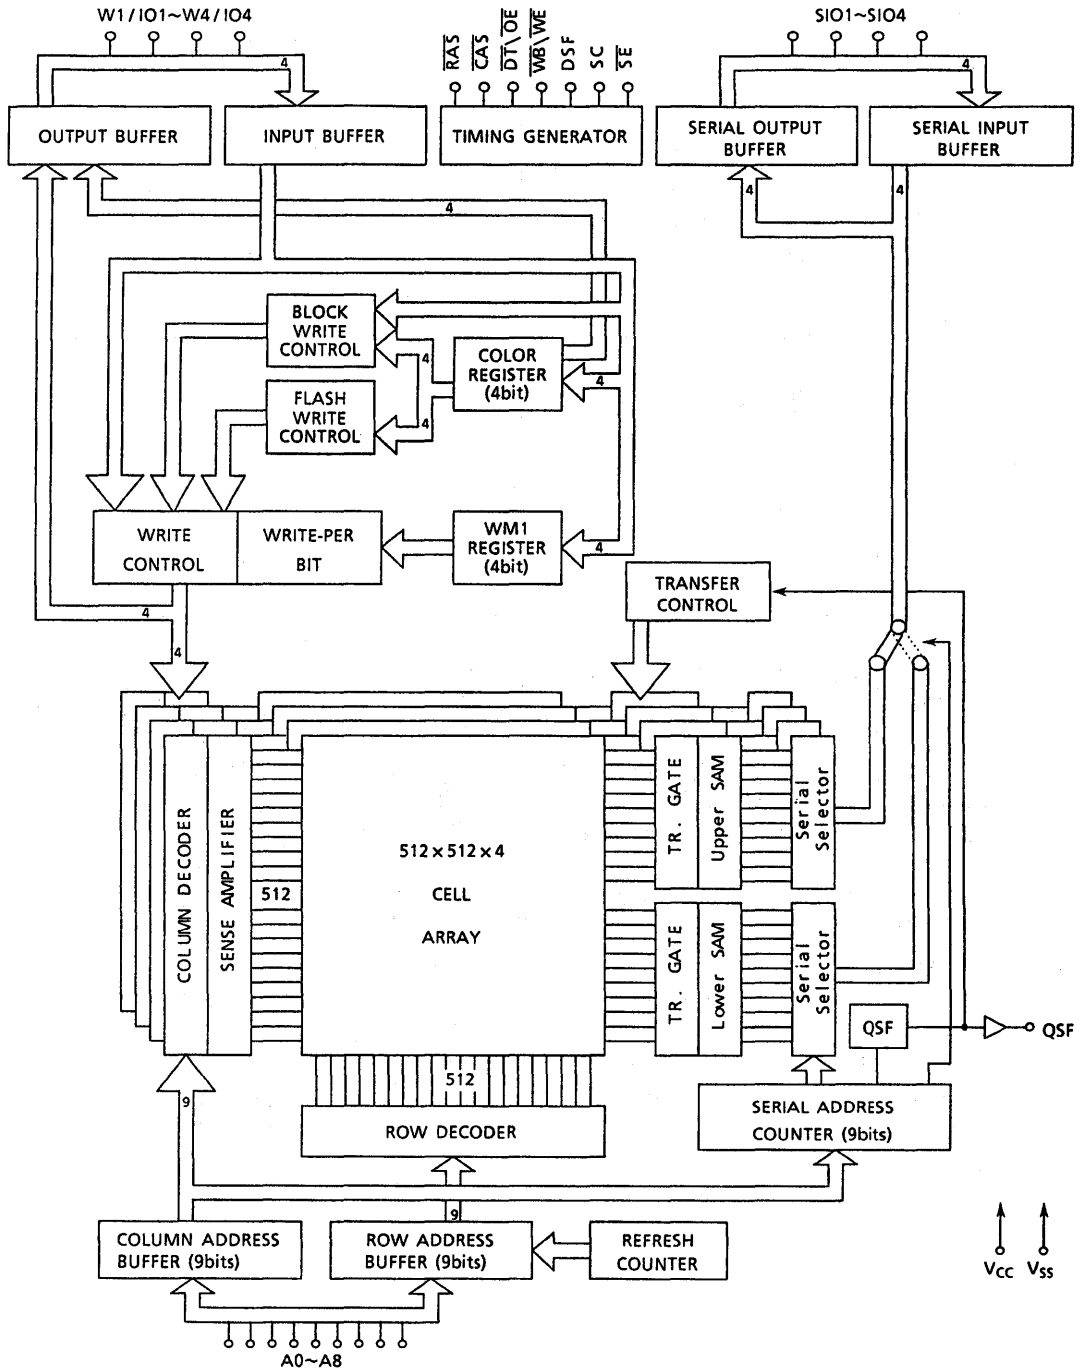 W1/IO1~W4/IO4
SIO1~SIO4
RAS
CAS
DT\OE
WB\WE
DSF
SC
SE
4
4
OUTPUT BUFFER
INPUT BUFFER
TIMING GENERATOR
SERIAL OUTPUT
BUFFER
SERIAL INPUT
BUFFER
4
4
4
BLOCK
WRITE
CONTROL
COLOR
REGISTER
(4bit)
4
4
FLASH
WRITE
CONTROL
4
WRITE
CONTROL
WRITE-PER
BIT
WM1
REGISTER
(4bit)
4
TRANSFER
CONTROL
4
4
COLUMN DECODER
SENSE AMPLIFIER
512
512×512×4
CELL
ARRAY
TR. GATE
Upper SAM
Serial
Selector
TR. GATE
Lower SAM
Serial
Selector
QSF
QSF
512
9
ROW DECODER
SERIAL ADDRESS
COUNTER (9bits)
9
COLUMN ADDRESS
BUFFER (9bits)
ROW ADDRESS
BUFFER (9bits)
REFRESH
COUNTER
VCC
VSS
A0~A8